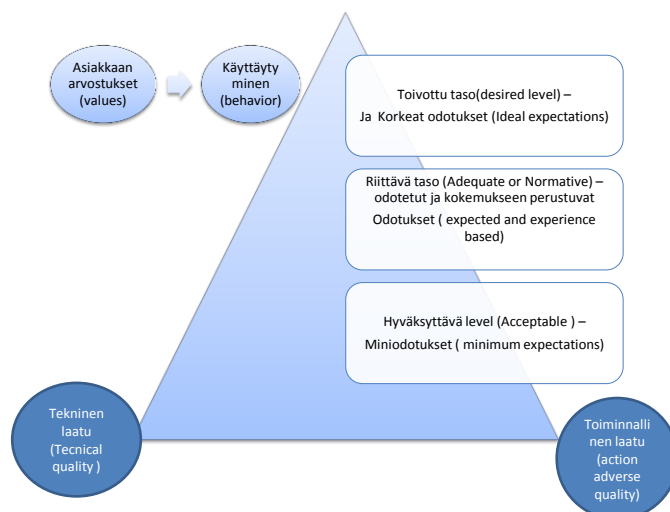 Asiakkaan
arvostukset
(values)
Käyttäyty
minen
(behavior)
Toivottu taso(desired level) –
Ja Korkeat odotukset (Ideal expectations)
Riittävä taso (Adequate or Normative) –
odotetut ja kokemukseen perustuvat
Odotukset ( expected and experience
based)
Hyväksyttävä level (Acceptable ) –
Miniodotukset ( minimum expectations)
Tekninen
laatu
(Tecnical
quality )
Toiminnalli
nen laatu
(action
adverse
quality)